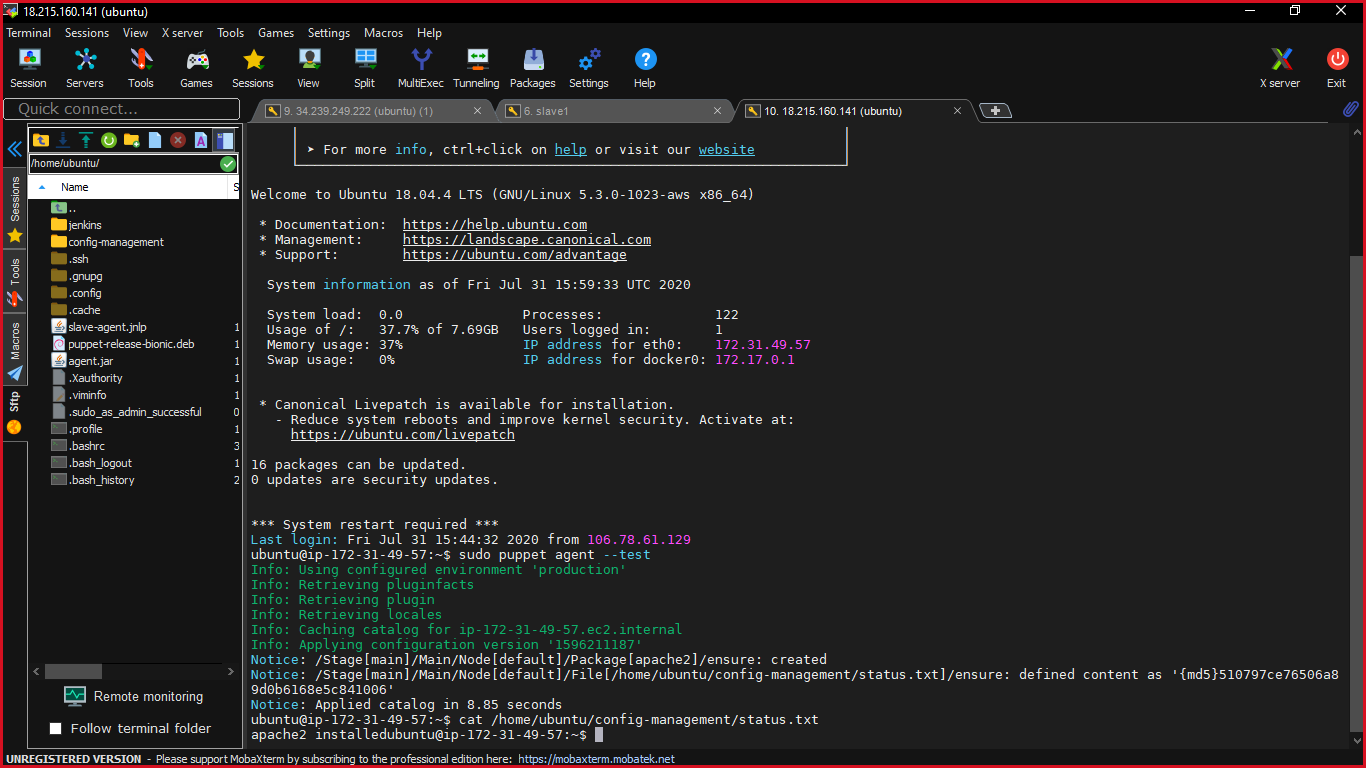 18.215.160.141 (ubuntu)
Terminal Sessions View X server Tools Games Settings Macros Help
Session Servers Tools Games Sessions View Split MultiExec Tunneling Packages Settings Help X server Exit
Quick connect...
9. 34.239.249.222 (ubuntu) (1)
6. slave1
10. 18.215.160.141 (ubuntu)
Sessions
Tools
Macros
Sftp
/home/ubuntu/
Name S
..
jenkins
config-management
.ssh
.gnupg
.config
.cache
slave-agent.jnlp 1
puppet-release-bionic.deb 1
agent.jar 1
.Xauthority 1
.viminfo 1
.sudo_as_admin_successful 0
.profile 1
.bashrc 3
.bash_logout 1
.bash_history 2
Remote monitoring
Follow terminal folder
➤ For more info, ctrl+click on help or visit our website
Welcome to Ubuntu 18.04.4 LTS (GNU/Linux 5.3.0-1023-aws x86_64)
* Documentation: https://help.ubuntu.com
* Management: https://landscape.canonical.com
* Support: https://ubuntu.com/advantage
System information as of Fri Jul 31 15:59:33 UTC 2020
System load: 0.0 Processes: 122
Usage of /: 37.7% of 7.69GB Users logged in: 1
Memory usage: 37% IP address for eth0: 172.31.49.57
Swap usage: 0% IP address for docker0: 172.17.0.1
* Canonical Livepatch is available for installation.
- Reduce system reboots and improve kernel security. Activate at:
https://ubuntu.com/livepatch
16 packages can be updated.
0 updates are security updates.
*** System restart required ***
Last login: Fri Jul 31 15:44:32 2020 from 106.78.61.129
ubuntu@ip-172-31-49-57:~$ sudo puppet agent --test
Info: Using configured environment 'production'
Info: Retrieving pluginfacts
Info: Retrieving plugin
Info: Retrieving locales
Info: Caching catalog for ip-172-31-49-57.ec2.internal
Info: Applying configuration version '1596211187'
Notice: /Stage[main]/Main/Node[default]/Package[apache2]/ensure: created
Notice: /Stage[main]/Main/Node[default]/File[/home/ubuntu/config-management/status.txt]/ensure: defined content as '{md5}510797ce76506a8
9d0b6168e5c841006'
Notice: Applied catalog in 8.85 seconds
ubuntu@ip-172-31-49-57:~$ cat /home/ubuntu/config-management/status.txt
apache2 installedubuntu@ip-172-31-49-57:~$
UNREGISTERED VERSION - Please support MobaXterm by subscribing to the professional edition here: https://mobaxterm.mobatek.net